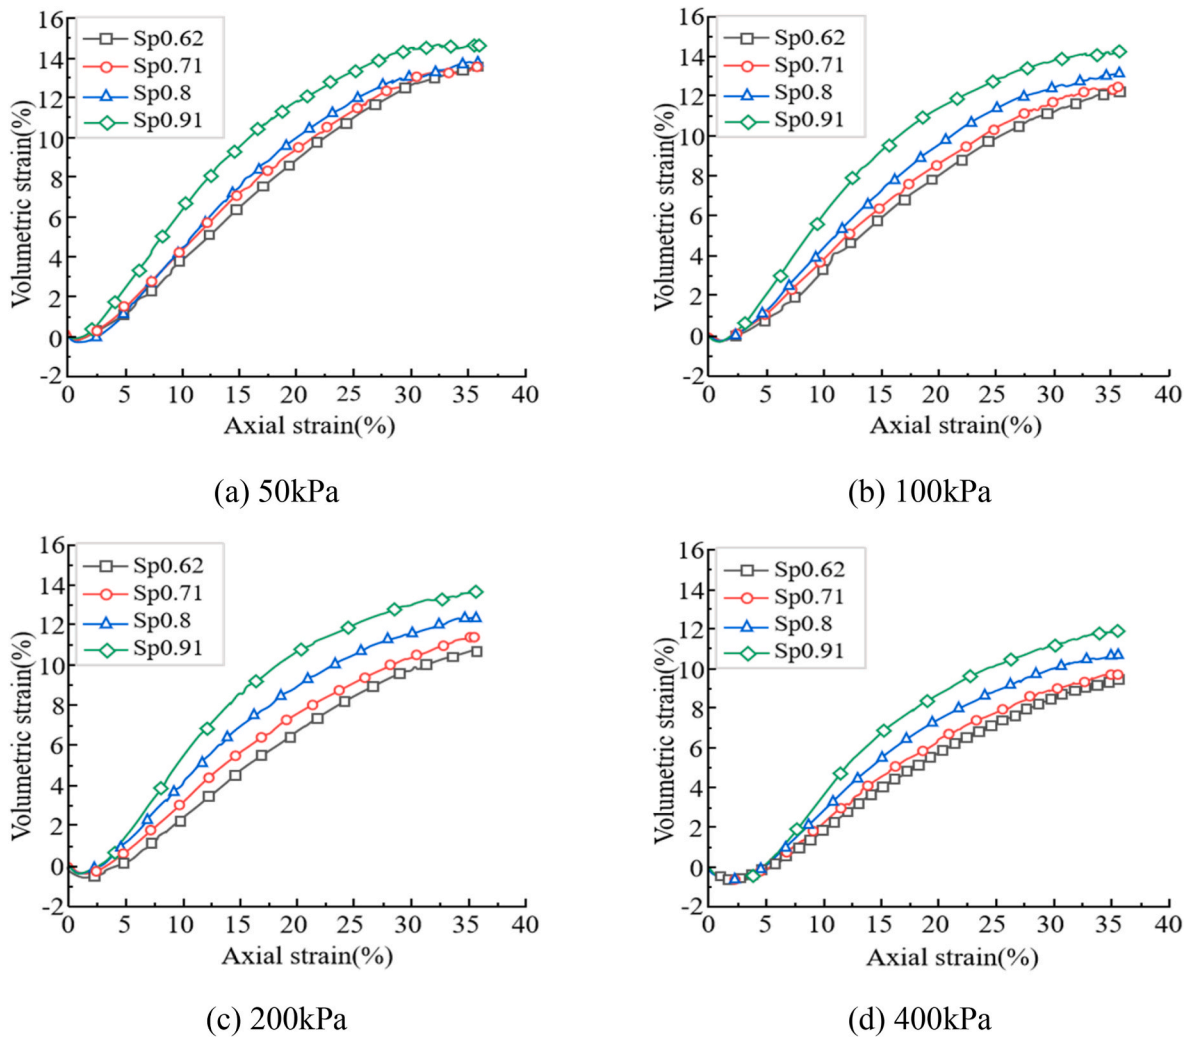 Volumetric strain(%)
16
14
12
10
8
6
4
2
0
-2
Sp0.62
Sp0.71
Sp0.8
Sp0.91
0 5 10 15 20 25 30 35 40
Axial strain(%)
(a) 50kPa
Volumetric strain(%)
16
14
12
10
8
6
4
2
0
-2
Sp0.62
Sp0.71
Sp0.8
Sp0.91
0 5 10 15 20 25 30 35 40
Axial strain(%)
(b) 100kPa
Volumetric strain(%)
16
14
12
10
8
6
4
2
0
-2
Sp0.62
Sp0.71
Sp0.8
Sp0.91
0 5 10 15 20 25 30 35 40
Axial strain(%)
(c) 200kPa
Volumetric strain(%)
16
14
12
10
8
6
4
2
0
-2
Sp0.62
Sp0.71
Sp0.8
Sp0.91
0 5 10 15 20 25 30 35 40
Axial strain(%)
(d) 400kPa